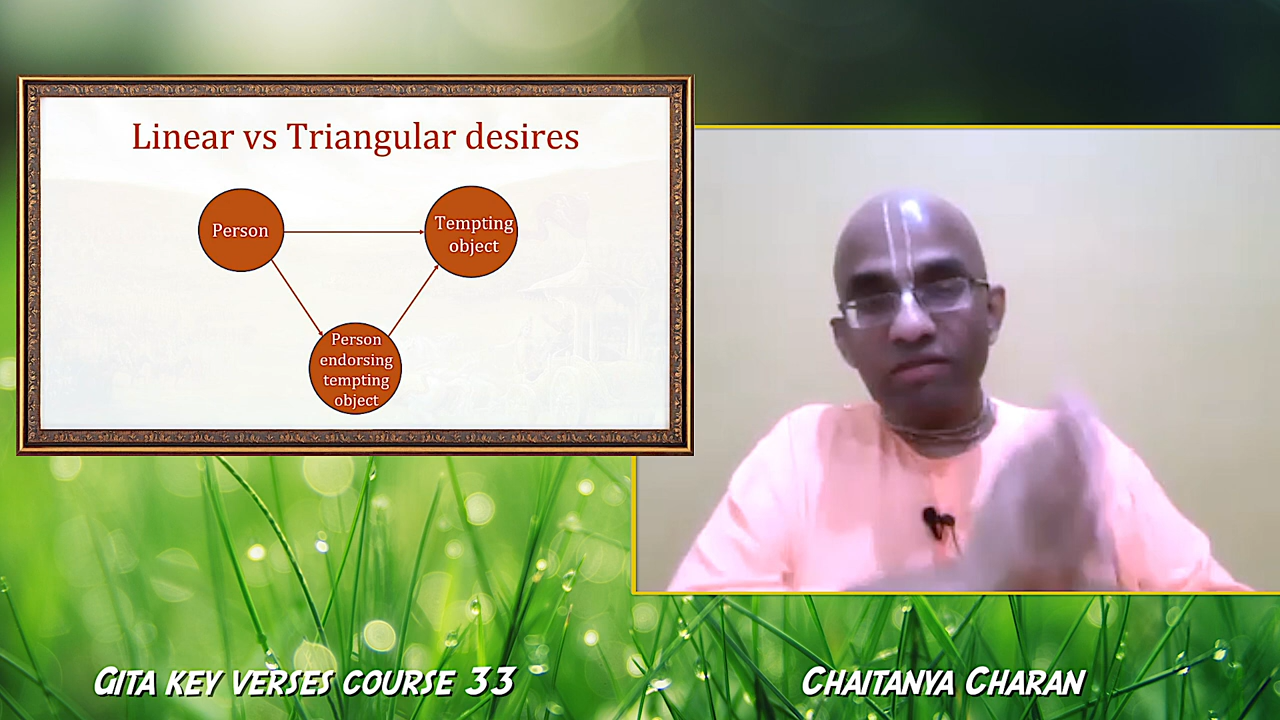 Linear vs Triangular desires
Person
Tempting
object
Person
endorsing
tempting
object
GITA KEY VERSES COURSE 33
CHAITANYA CHARAN